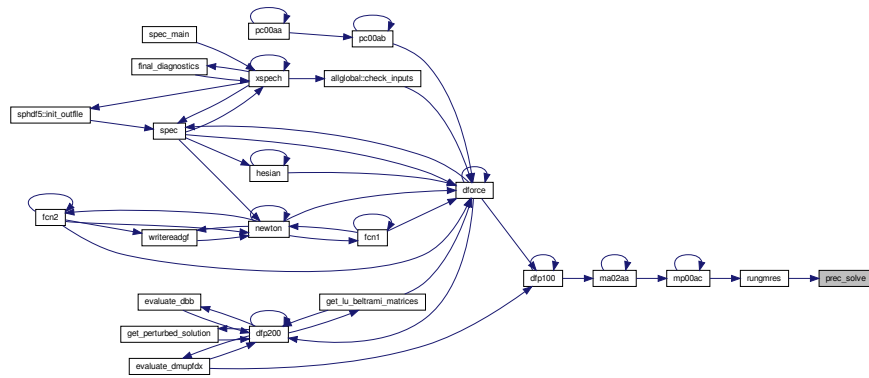 spec_main
pc00aa
pc00ab
final_diagnostics
xspech
allglobal::check_inputs
sphdf5::init_outfile
spec
hesian
dforce
fcn2
writereadgf
newton
fcn1
dfp100
ma02aa
mp00ac
rungmres
prec_solve
evaluate_dbb
get_lu_beltrami_matrices
get_perturbed_solution
dfp200
evaluate_dmupfdx